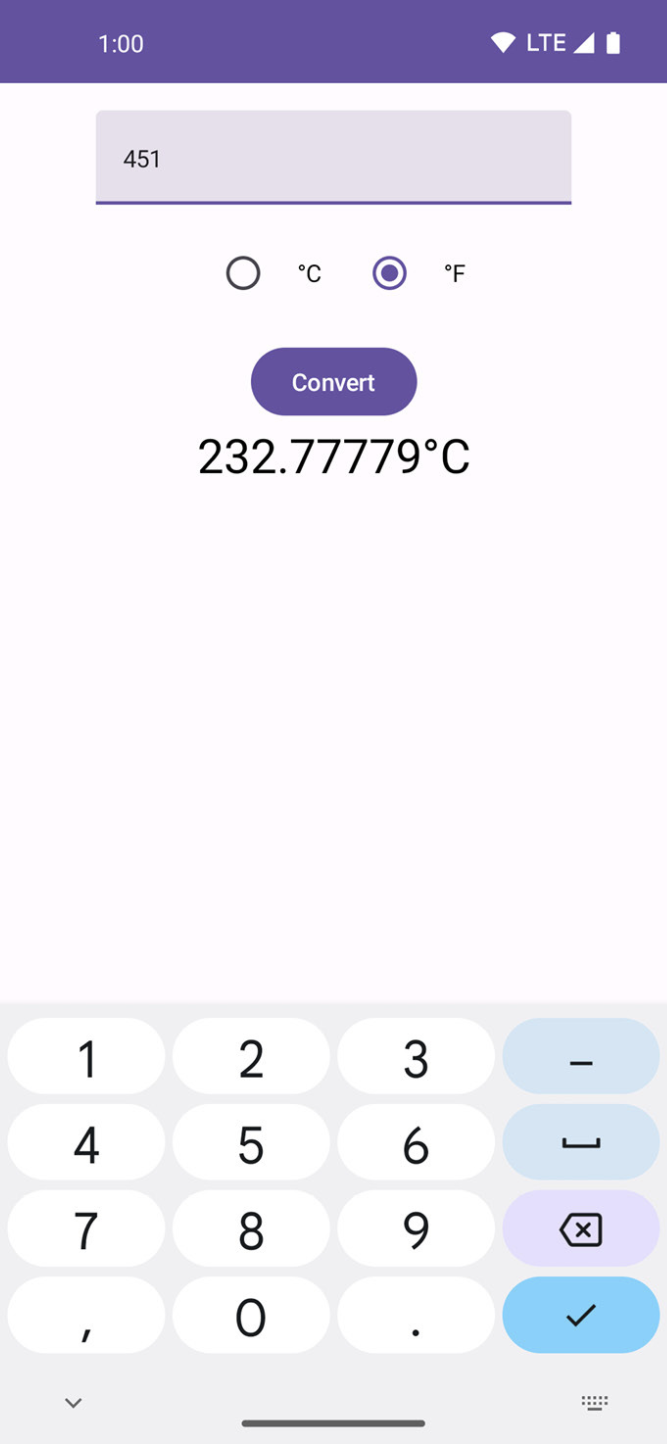 1:00 LTE
451
°C °F
Convert
232.77779°C
1 2 3 –
4 5 6
7 8 9
, 0 .